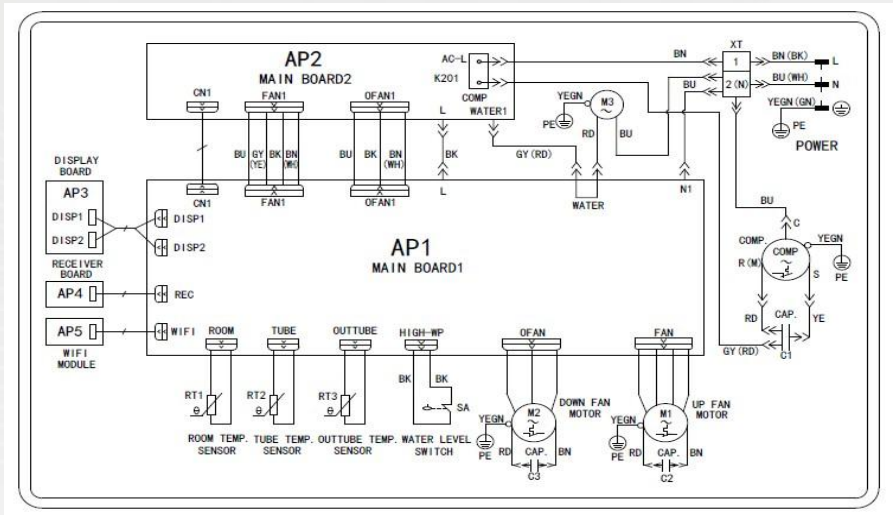 AP2
MAIN BOARD2
AC-L
K201
COMP
WATER1
CN1
FAN1
OFAN1
L
XT
1
2(N)
BN
BU
BN(BK)
L
BU(WH)
N
YEGN(GN)
PE
POWER
YEGN
M3
PE
RD
BU
BU
GY
(YE)
BK
BN
(WH)
BU
BK
BN
(WH)
BK
GY(RD)
CN1
FAN1
OFAN1
L
WATER
N1
DISPLAY
BOARD
AP3
DISP1
DISP2
DISP1
DISP2
RECEIVER
BOARD
AP4
REC
AP5
WIFI
WIFI
MODULE
AP1
MAIN BOARD1
BU
C
COMP.
COMP
YEGN
R(M)
S
PE
RD
CAP.
YE
GY(RD)
C1
ROOM
TUBE
OUTTUBE
HIGH-WP
OFAN
FAN
BK
BK
RT1
θ
RT2
θ
RT3
θ
SA
ROOM TEMP.
SENSOR
TUBE TEMP.
SENSOR
OUTTUBE TEMP.
SENSOR
WATER LEVEL
SWITCH
DOWN FAN
MOTOR
M2
YEGN
PE
RD
CAP.
BN
C3
UP FAN
MOTOR
M1
YEGN
PE
RD
CAP.
BN
C2